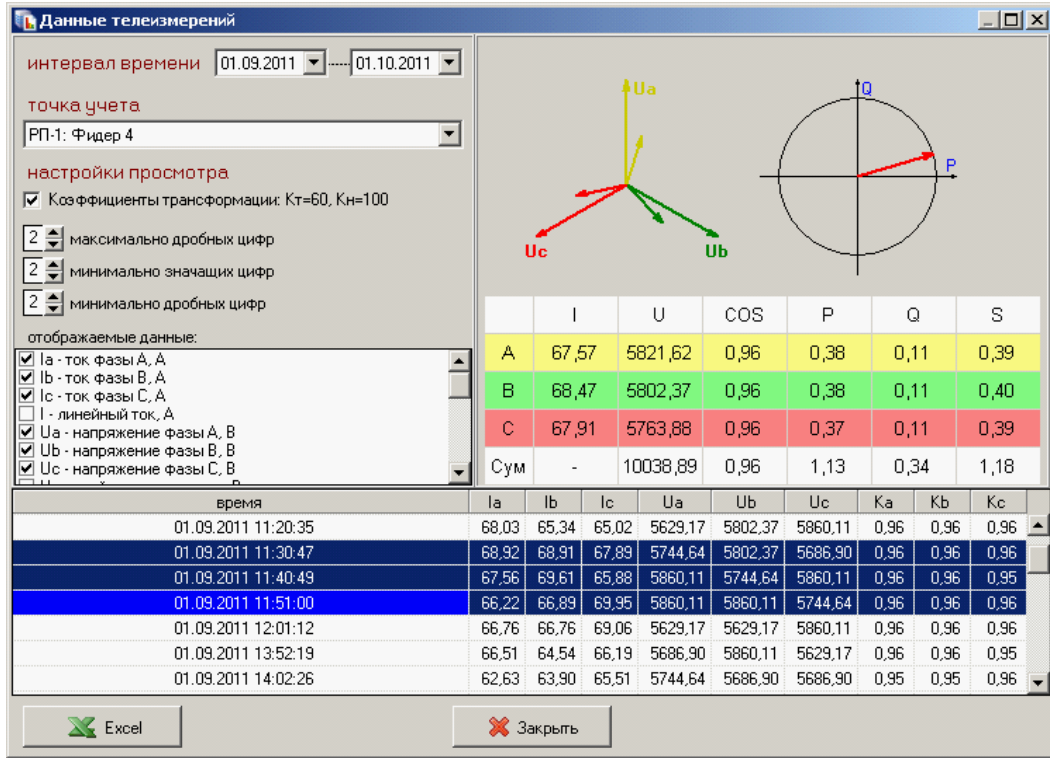 Данные телеизмерений
интервал времени 01.09.2011 ----- 01.10.2011
точка учета
РП-1: Фидер 4
настройки просмотра
Коэффициенты трансформации: Кт=60, Кн=100
2 максимально дробных цифр
2 минимально значащих цифр
2 минимально дробных цифр
отображаемые данные:
Ia - ток фазы А, А
Ib - ток фазы В, А
Ic - ток фазы С, А
I - линейный ток, А
Ua - напряжение фазы А, В
Ub - напряжение фазы В, В
Uc - напряжение фазы С, В
Ua
Uc
Ub
Q
P
I U COS P Q S
A 67,57 5821,62 0,96 0,38 0,11 0,39
B 68,47 5802,37 0,96 0,38 0,11 0,40
C 67,91 5763,88 0,96 0,37 0,11 0,39
Сум - 10038,89 0,96 1,13 0,34 1,18
время Ia Ib Ic Ua Ub Uc Ka Kb Kc
01.09.2011 11:20:35 68,03 65,34 65,02 5629,17 5802,37 5860,11 0,96 0,96 0,96
01.09.2011 11:30:47 68,92 68,91 67,89 5744,64 5802,37 5686,90 0,96 0,96 0,96
01.09.2011 11:40:49 67,56 69,61 65,88 5860,11 5744,64 5860,11 0,96 0,96 0,95
01.09.2011 11:51:00 66,22 66,89 69,95 5860,11 5860,11 5744,64 0,96 0,96 0,96
01.09.2011 12:01:12 66,76 66,76 69,06 5629,17 5629,17 5860,11 0,96 0,96 0,96
01.09.2011 13:52:19 66,51 64,54 66,19 5686,90 5860,11 5629,17 0,96 0,96 0,95
01.09.2011 14:02:26 62,63 63,90 65,51 5744,64 5686,90 5686,90 0,95 0,95 0,96
Excel
Закрыть